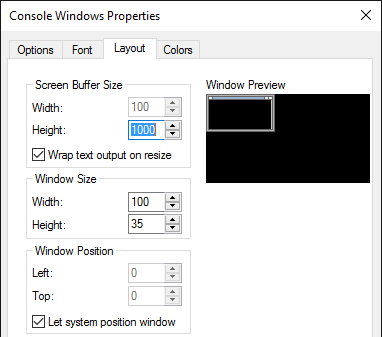 Console Windows Properties
Options Font Layout Colors
Screen Buffer Size
Width: 100
Height: 1000
Wrap text output on resize
Window Size
Width: 100
Height: 35
Window Position
Left: 0
Top: 0
Let system position window
Window Preview